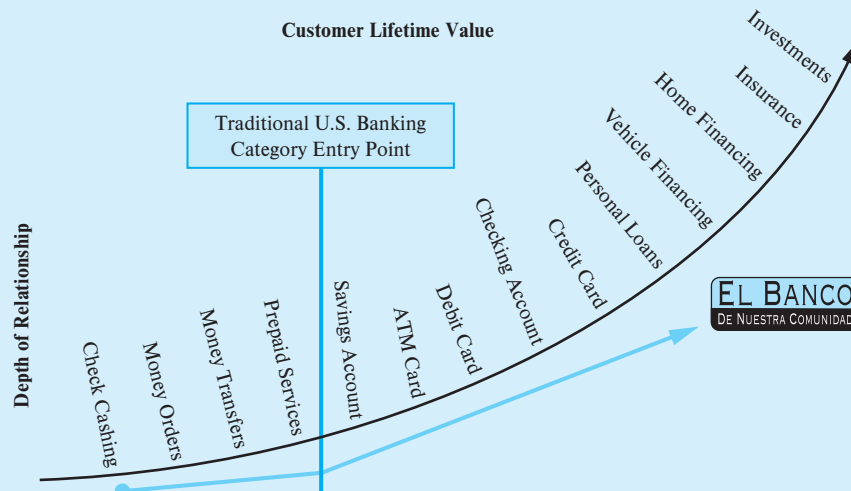 Customer Lifetime Value
Traditional U.S. Banking
Category Entry Point
Depth of Relationship
Check Cashing
Money Orders
Money Transfers
Prepaid Services
Savings Account
ATM Card
Debit Card
Checking Account
Credit Card
Personal Loans
Vehicle Financing
Home Financing
Insurance
Investments
EL BANCO
DE NUESTRA COMUNIDAD